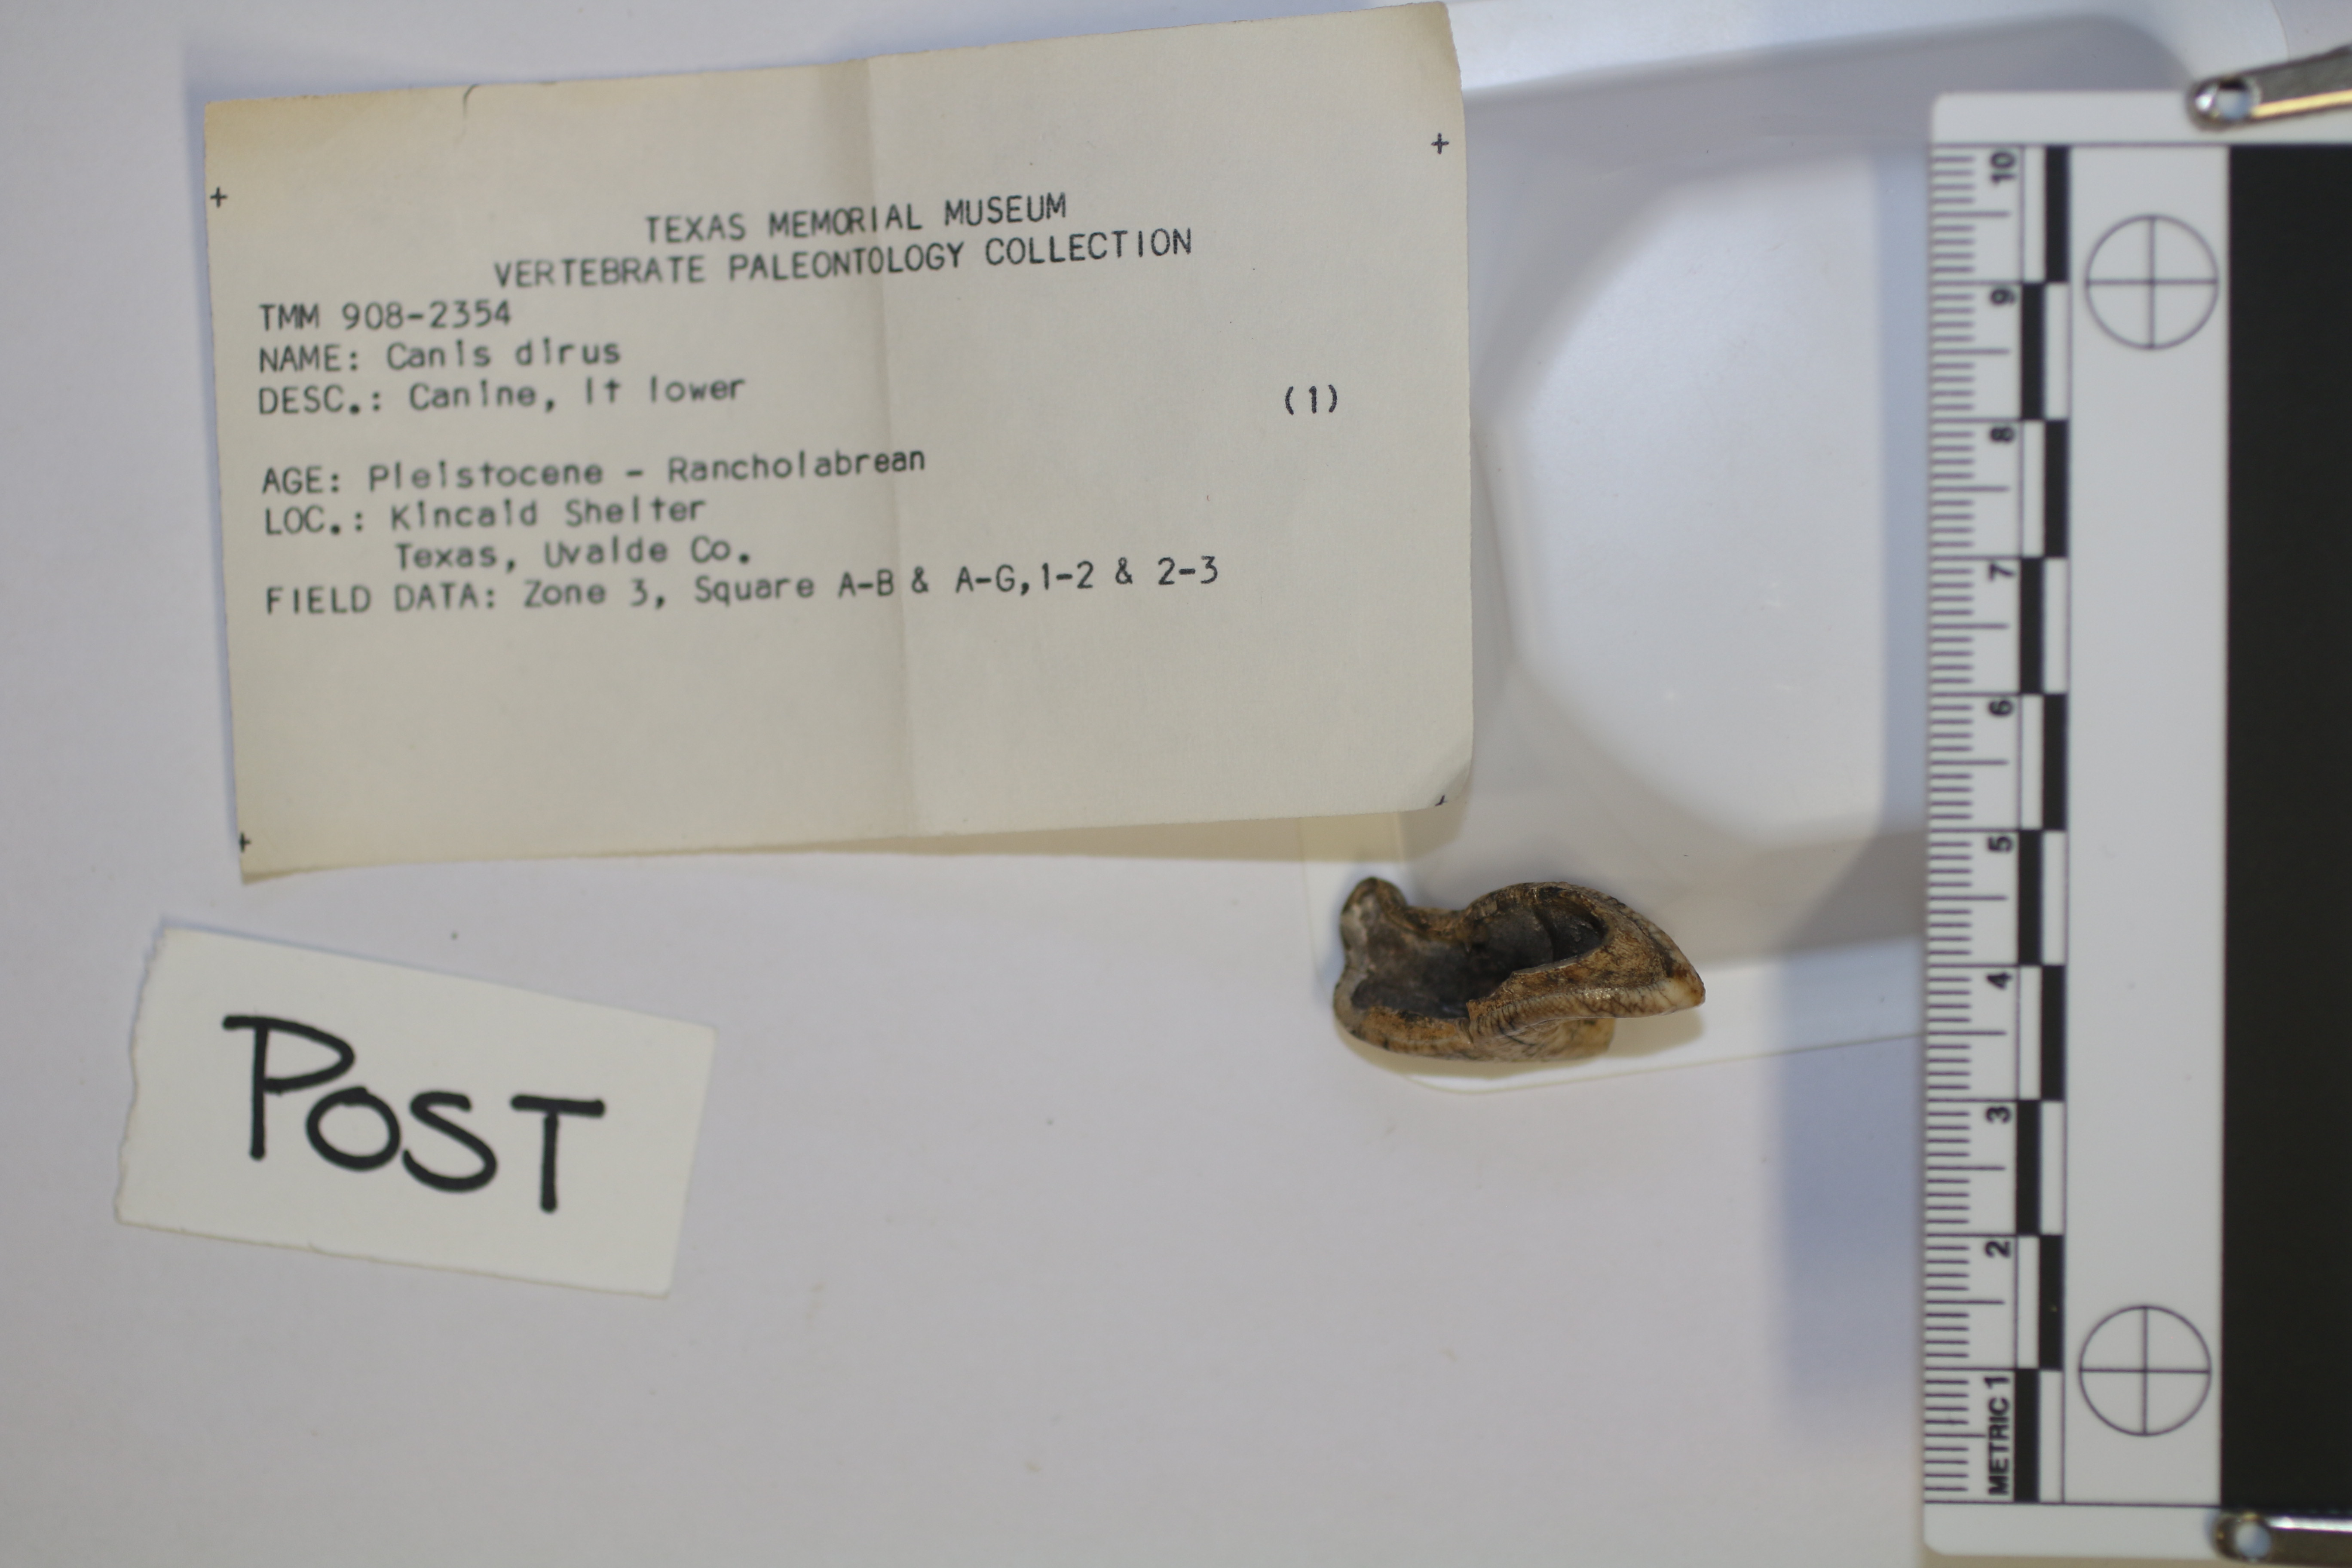 TEXAS MEMORIAL MUSEUM
VERTEBRATE PALEONTOLOGY COLLECTION
TMM 908-2354
NAME: Canis dirus
DESC.: Canine, lt lower (1)
AGE: Pleistocene - Rancholabrean
LOC.: Kincaid Shelter
Texas, Uvalde Co.
FIELD DATA: Zone 3, Square A-B & A-G,1-2 & 2-3
POST
10
9
8
7
6
5
4
3
2
METRIC 1